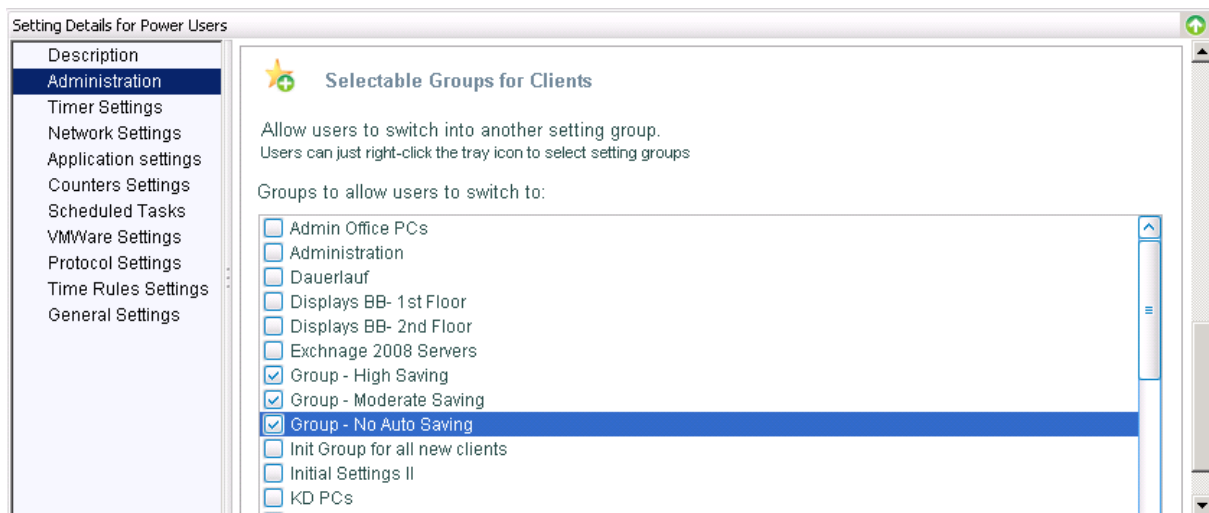 Setting Details for Power Users
Description
Administration
Timer Settings
Network Settings
Application settings
Counters Settings
Scheduled Tasks
VMWare Settings
Protocol Settings
Time Rules Settings
General Settings
Selectable Groups for Clients
Allow users to switch into another setting group.
Users can just right-click the tray icon to select setting groups
Groups to allow users to switch to:
Admin Office PCs
Administration
Dauerlauf
Displays BB- 1st Floor
Displays BB- 2nd Floor
Exchnage 2008 Servers
Group - High Saving
Group - Moderate Saving
Group - No Auto Saving
Init Group for all new clients
Initial Settings II
KD PCs